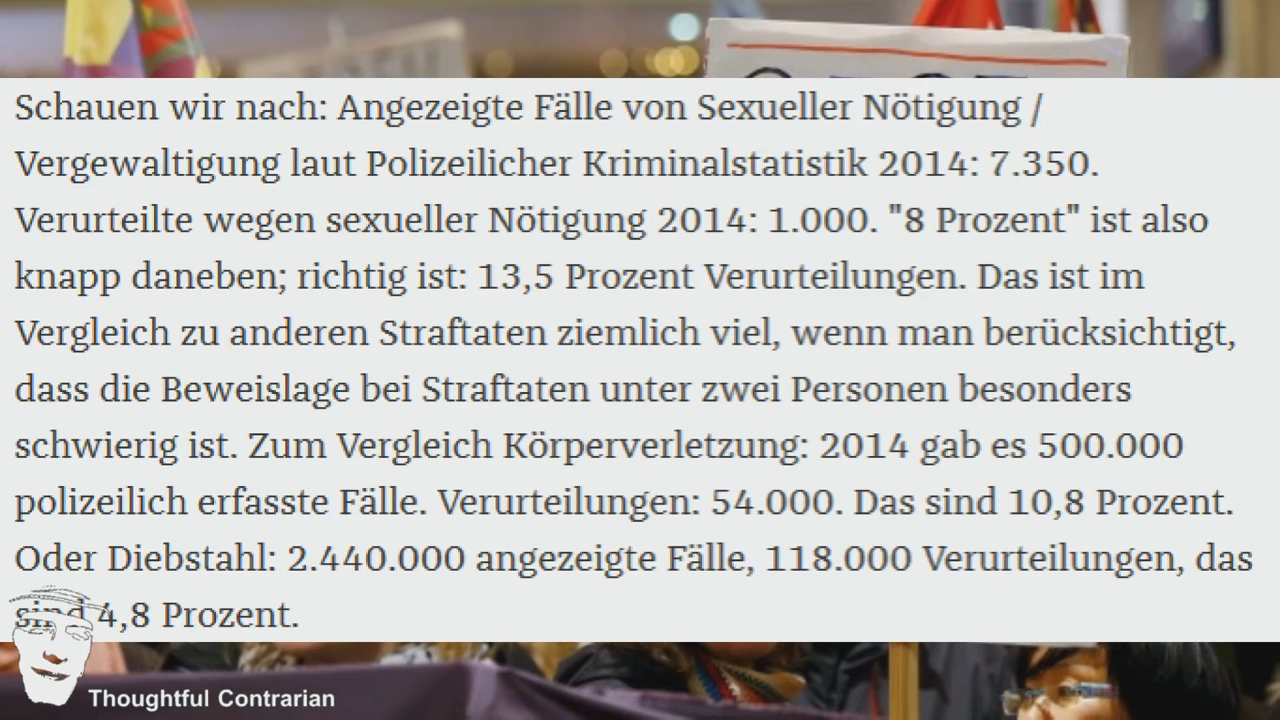 Schauen wir nach: Angezeigte Fälle von Sexueller Nötigung /
Vergewaltigung laut Polizeilicher Kriminalstatistik 2014: 7.350.
Verurteilte wegen sexueller Nötigung 2014: 1.000. "8 Prozent" ist also
knapp daneben; richtig ist: 13,5 Prozent Verurteilungen. Das ist im
Vergleich zu anderen Straftaten ziemlich viel, wenn man berücksichtigt,
dass die Beweislage bei Straftaten unter zwei Personen besonders
schwierig ist. Zum Vergleich Körperverletzung: 2014 gab es 500.000
polizeilich erfasste Fälle. Verurteilungen: 54.000. Das sind 10,8 Prozent.
Oder Diebstahl: 2.440.000 angezeigte Fälle, 118.000 Verurteilungen, das
sind 4,8 Prozent.
Thoughtful Contrarian